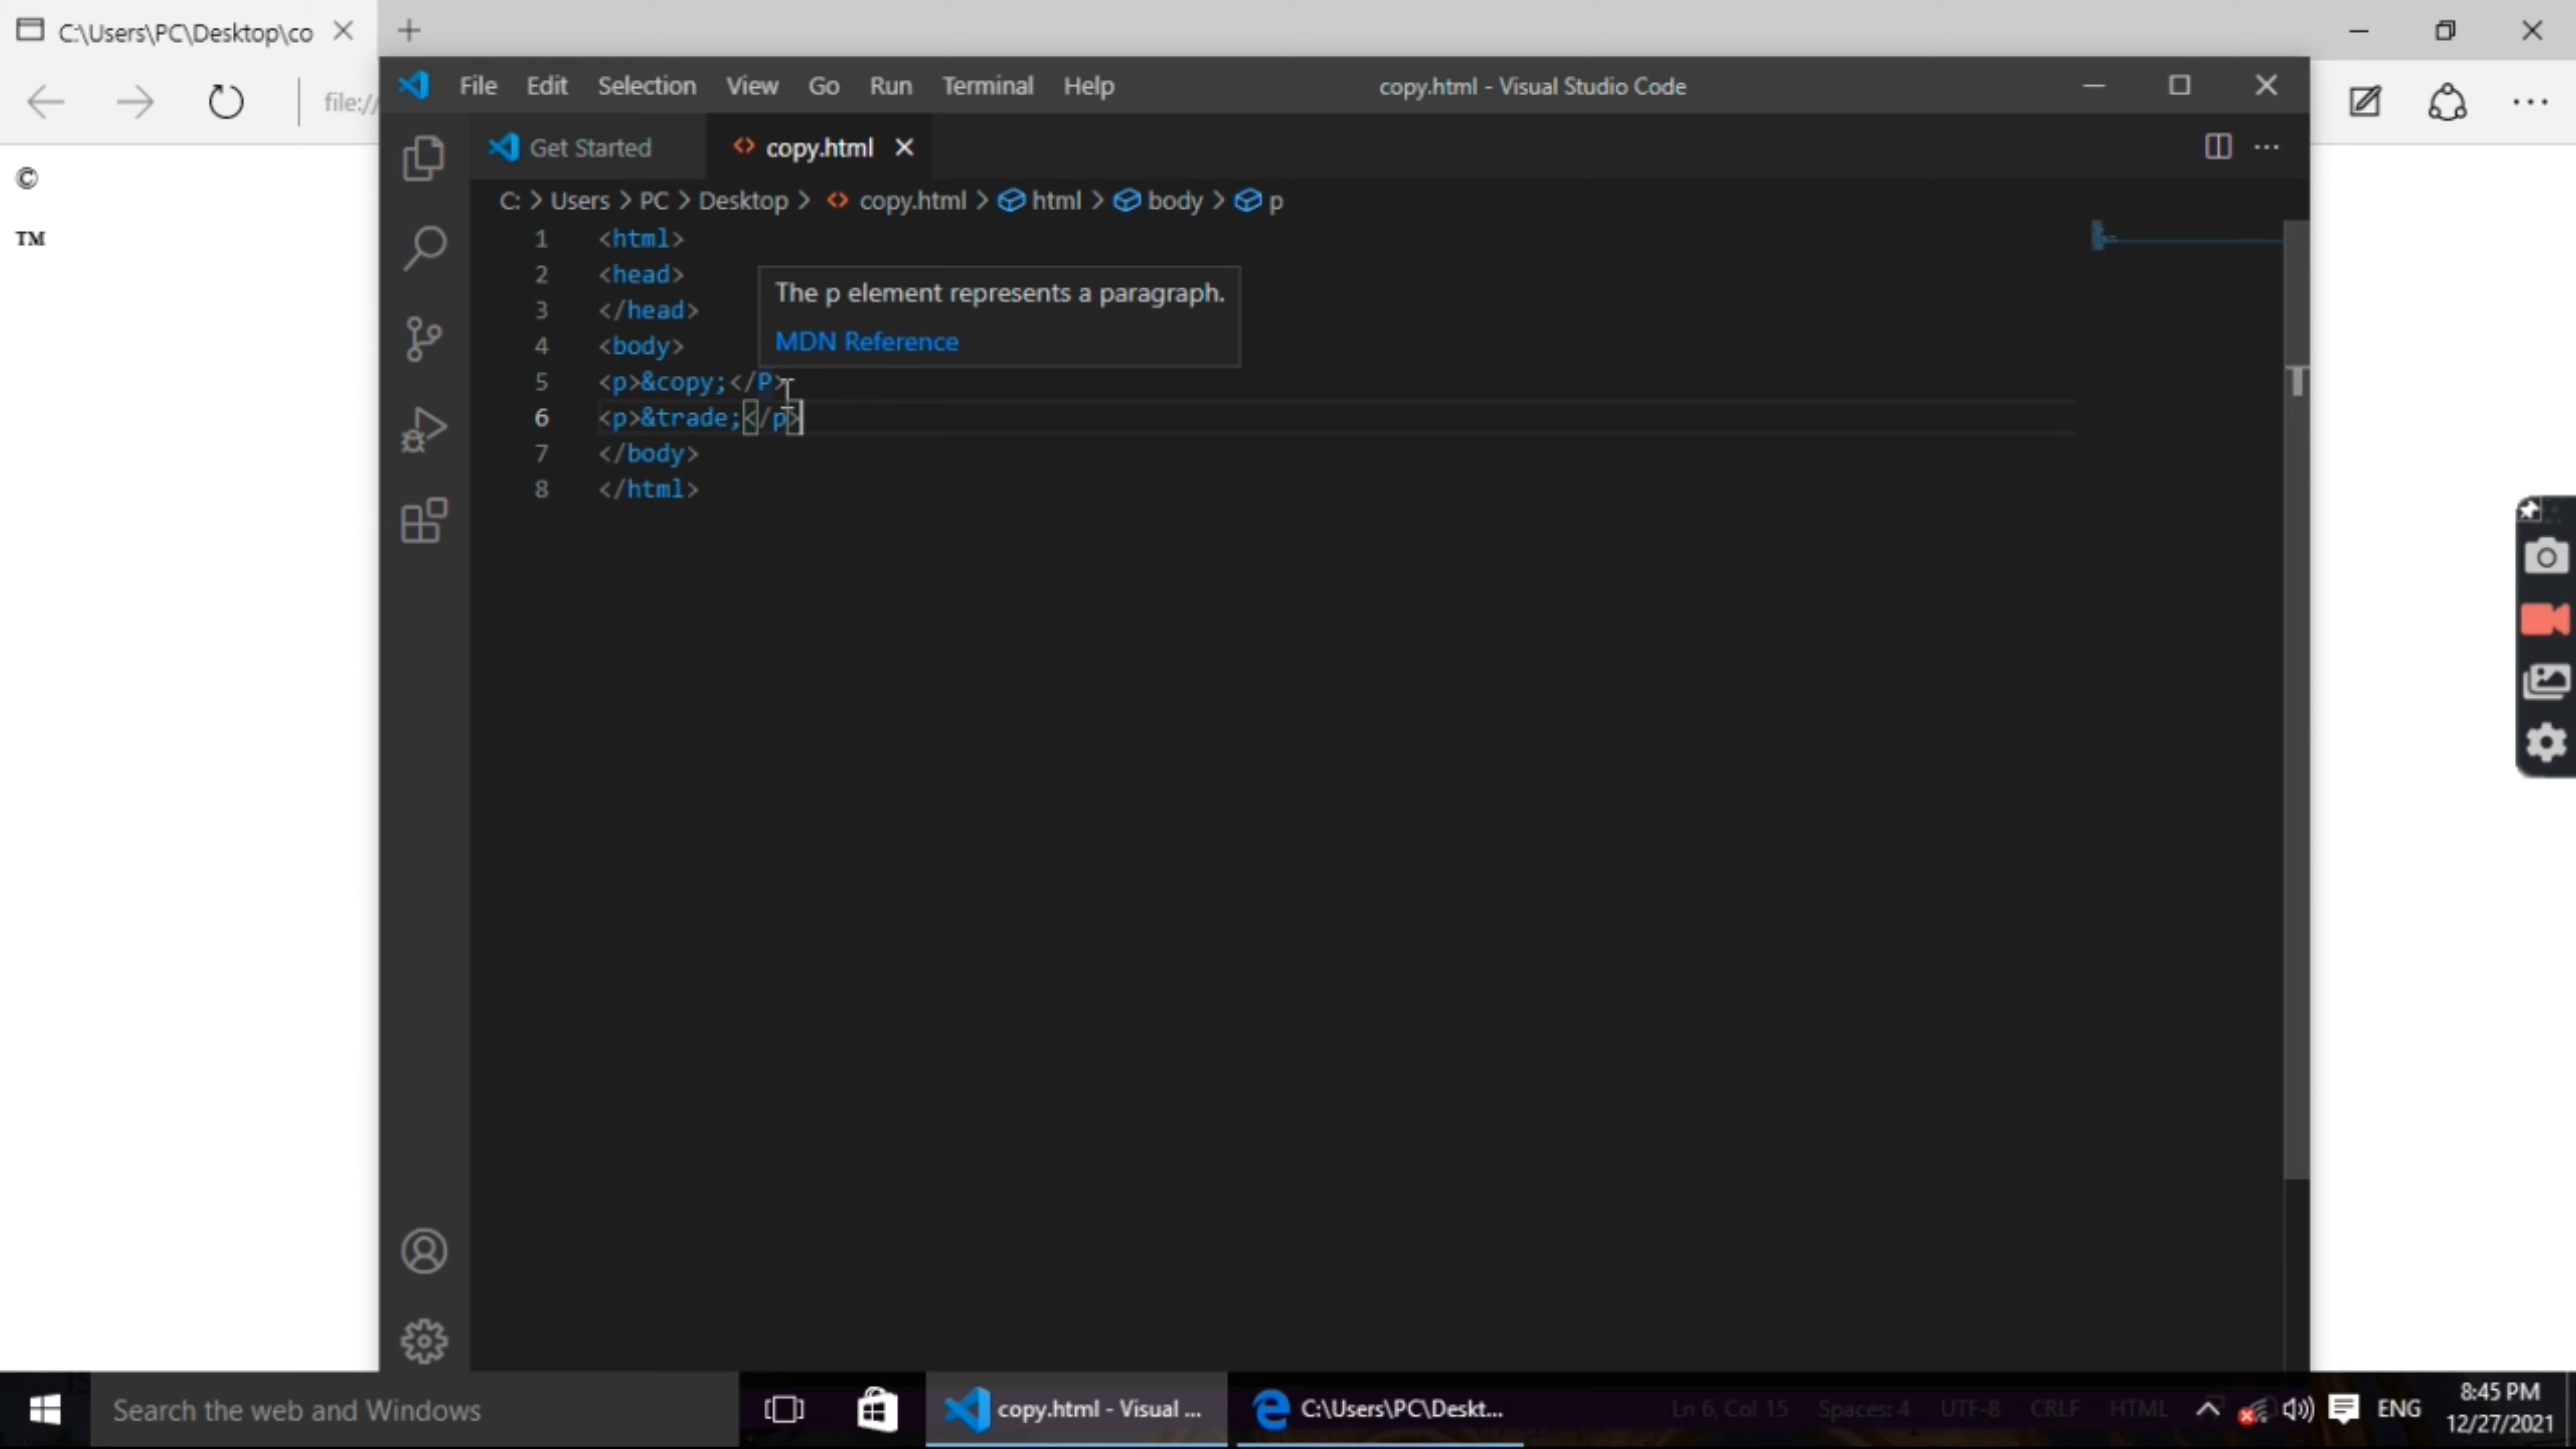 C:\Users\PC\Desktop\co
file://
©
TM
File Edit Selection View Go Run Terminal Help
copy.html - Visual Studio Code
Get Started
copy.html
C: > Users > PC > Desktop > copy.html > html > body > p
1 <html>
2 <head>
3 </head>
4 <body>
5 <p>&copy;</P>
6 <p>&trade;</p>
7 </body>
8 </html>
The p element represents a paragraph.
MDN Reference
Search the web and Windows
copy.html - Visual ...
C:\Users\PC\Deskt...
Ln 6, Col 15 Spaces: 4 UTF-8 CRLF HTML
ENG
8:45 PM
12/27/2021